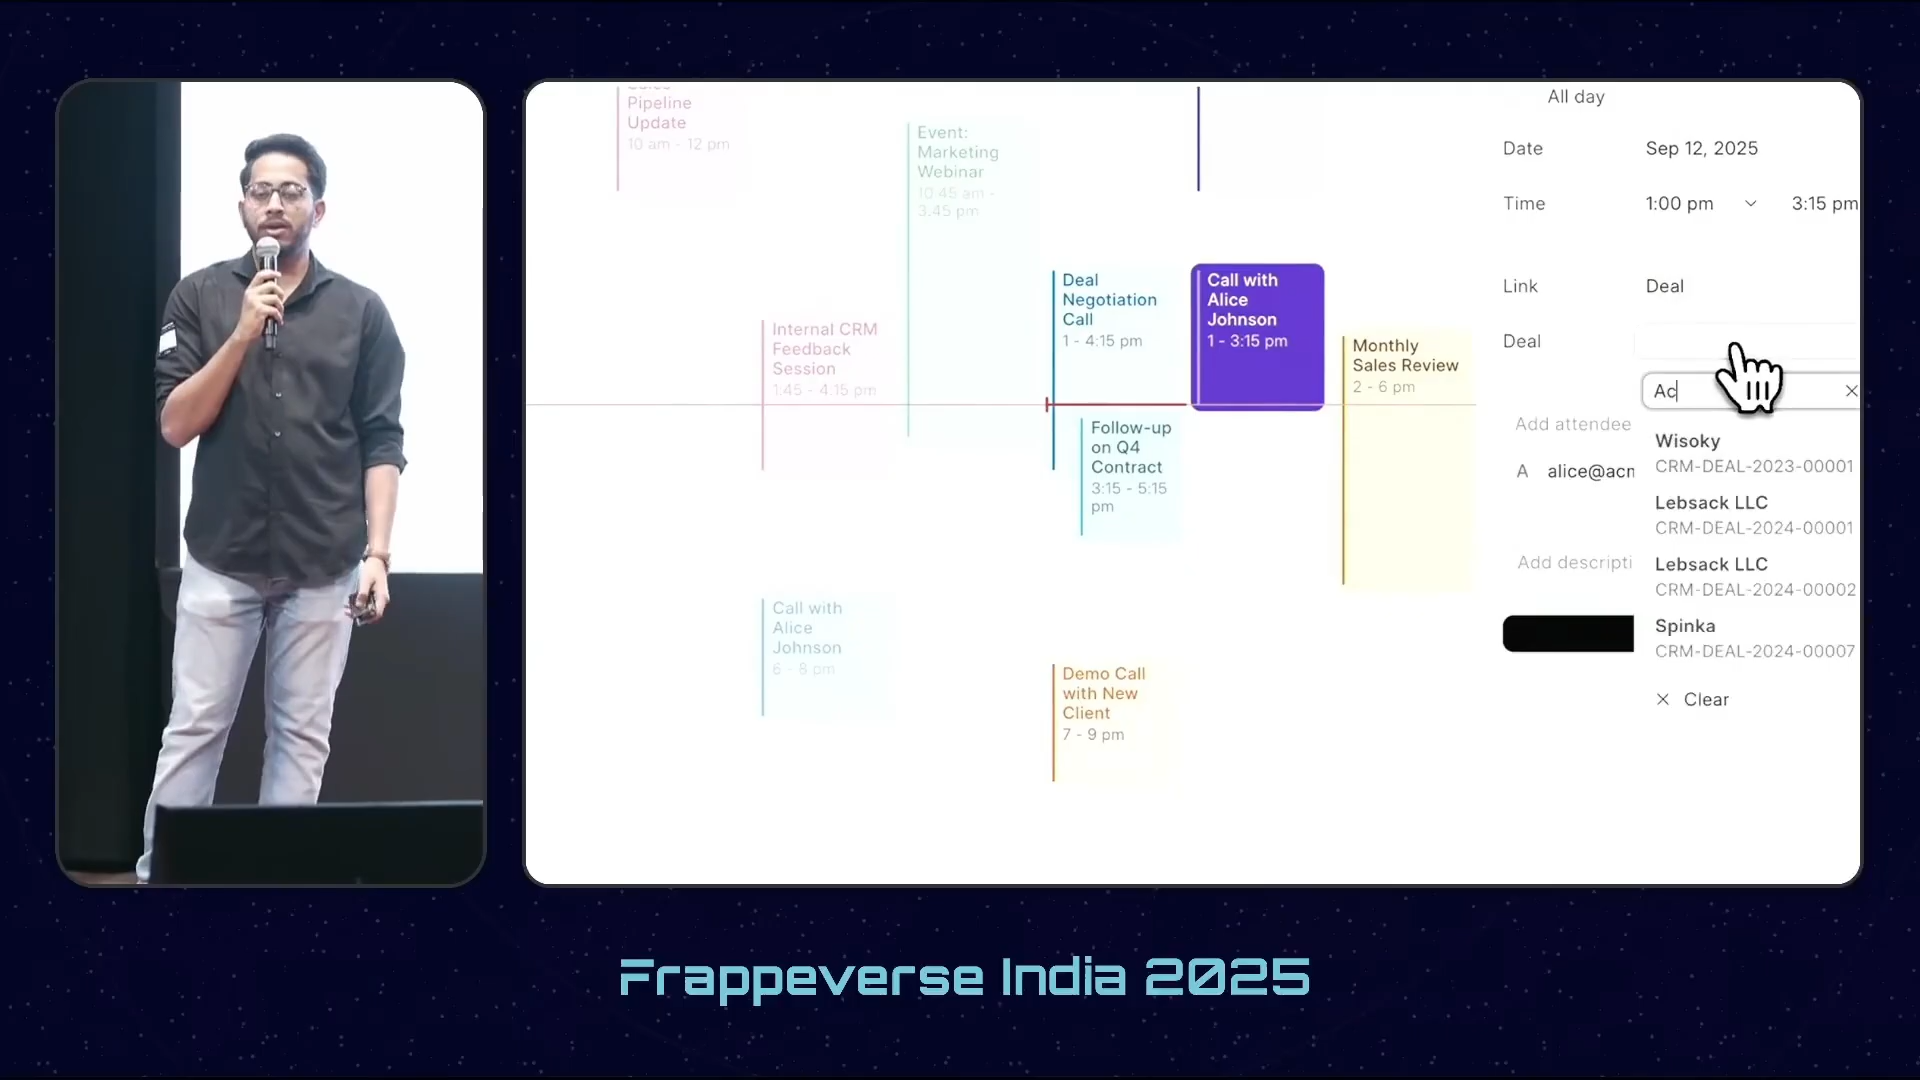 Pipeline
Update
10 am - 12 pm
Event:
Marketing
Webinar
10:45 am -
3:45 pm
Internal CRM
Feedback
Session
1:45 - 4:15 pm
Call with
Alice
Johnson
6 - 8 pm
Deal
Negotiation
Call
1 - 4:15 pm
Follow-up
on Q4
Contract
3:15 - 5:15
pm
Demo Call
with New
Client
7 - 9 pm
Call with
Alice
Johnson
1 - 3:15 pm
Monthly
Sales Review
2 - 6 pm
All day
Date Sep 12, 2025
Time 1:00 pm 3:15 pm
Link Deal
Deal
Ac
Add attendee
A alice@acm
Add descripti
Wisoky
CRM-DEAL-2023-00001
Lebsack LLC
CRM-DEAL-2024-00001
Lebsack LLC
CRM-DEAL-2024-00002
Spinka
CRM-DEAL-2024-00007
Clear
Frappeverse India 2025